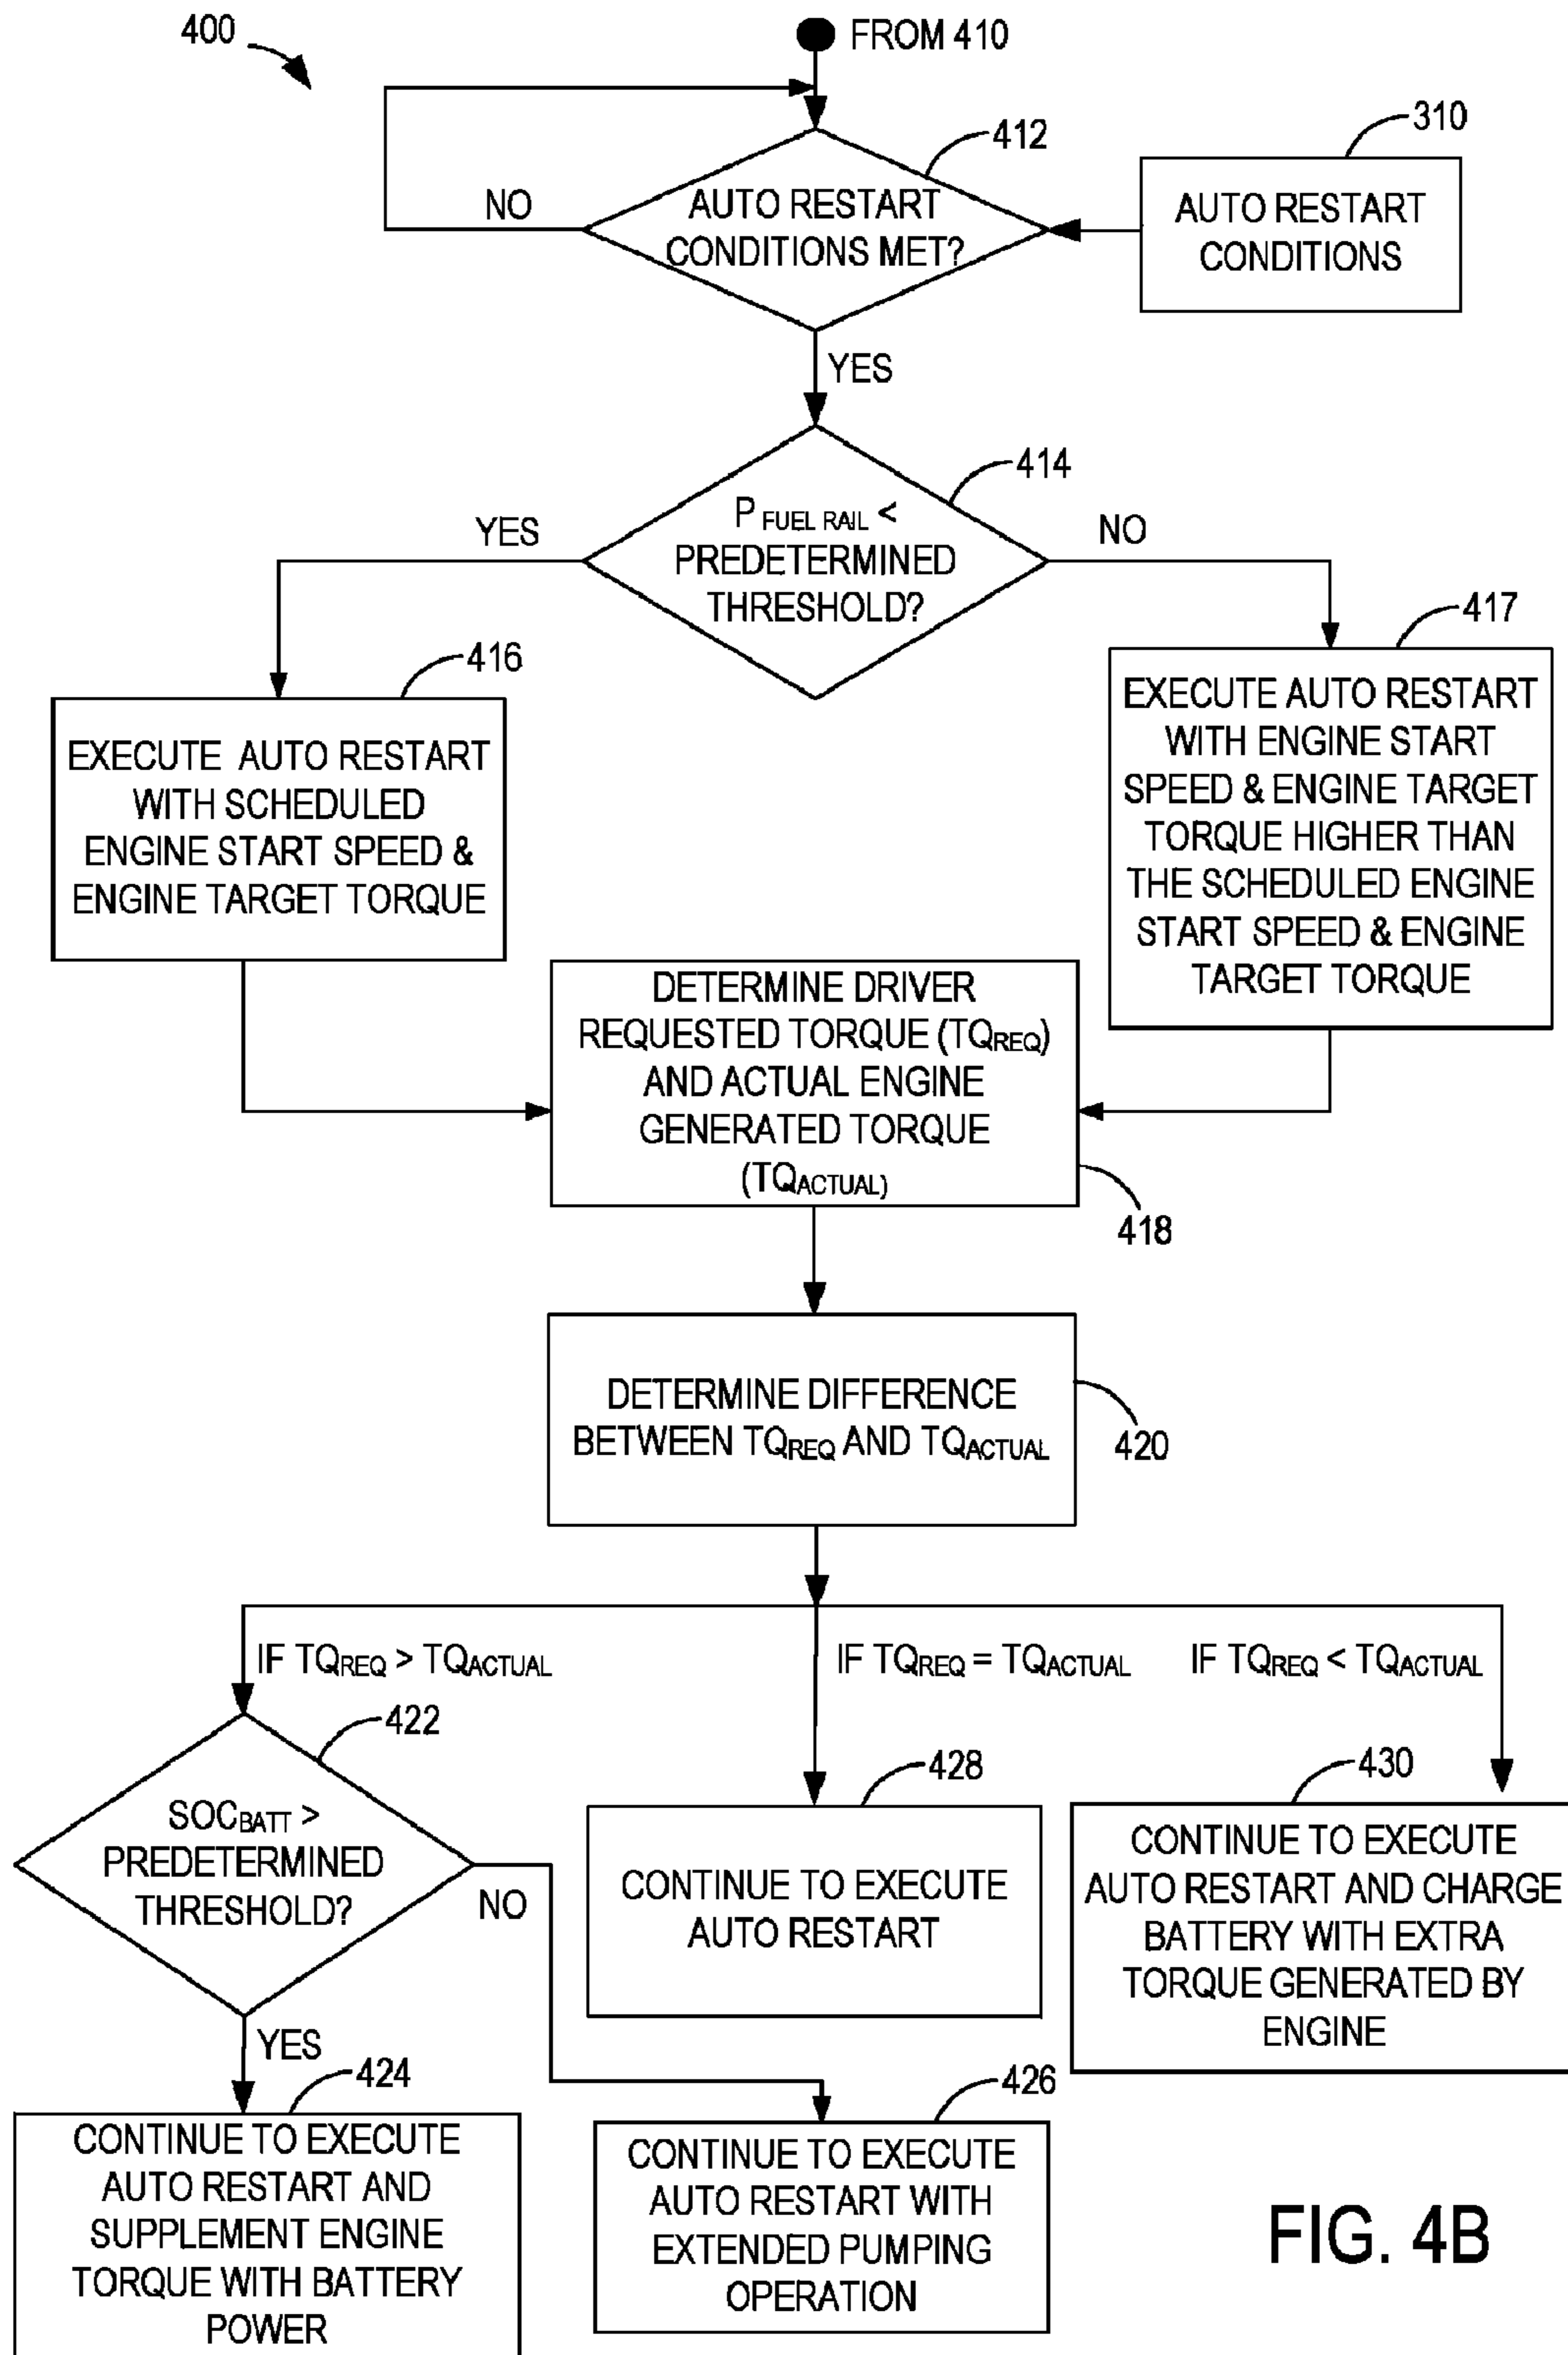 400
FROM 410
412
310
NO
AUTO RESTART
CONDITIONS MET?
AUTO RESTART
CONDITIONS
YES
414
YES
P FUEL RAIL <
PREDETERMINED
THRESHOLD?
NO
416
417
EXECUTE AUTO RESTART
WITH SCHEDULED
ENGINE START SPEED &
ENGINE TARGET TORQUE
EXECUTE AUTO RESTART
WITH ENGINE START
SPEED & ENGINE TARGET
TORQUE HIGHER THAN
THE SCHEDULED ENGINE
START SPEED & ENGINE
TARGET TORQUE
DETERMINE DRIVER
REQUESTED TORQUE (TQREQ)
AND ACTUAL ENGINE
GENERATED TORQUE
(TQACTUAL)
418
DETERMINE DIFFERENCE
BETWEEN TQREQ AND TQACTUAL
420
IF TQREQ > TQACTUAL
IF TQREQ = TQACTUAL
IF TQREQ < TQACTUAL
422
SOCBATT >
PREDETERMINED
THRESHOLD?
NO
YES
428
CONTINUE TO EXECUTE
AUTO RESTART
430
CONTINUE TO EXECUTE
AUTO RESTART AND CHARGE
BATTERY WITH EXTRA
TORQUE GENERATED BY
ENGINE
424
CONTINUE TO EXECUTE
AUTO RESTART AND
SUPPLEMENT ENGINE
TORQUE WITH BATTERY
POWER
426
CONTINUE TO EXECUTE
AUTO RESTART WITH
EXTENDED PUMPING
OPERATION
FIG. 4B